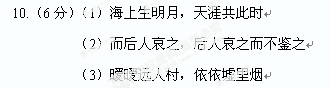 10.（6分）（1）海上生明月，天涯共此时
（2）而后人哀之，后人哀之而不鉴之
（3）暧暧远人村，依依墟里烟